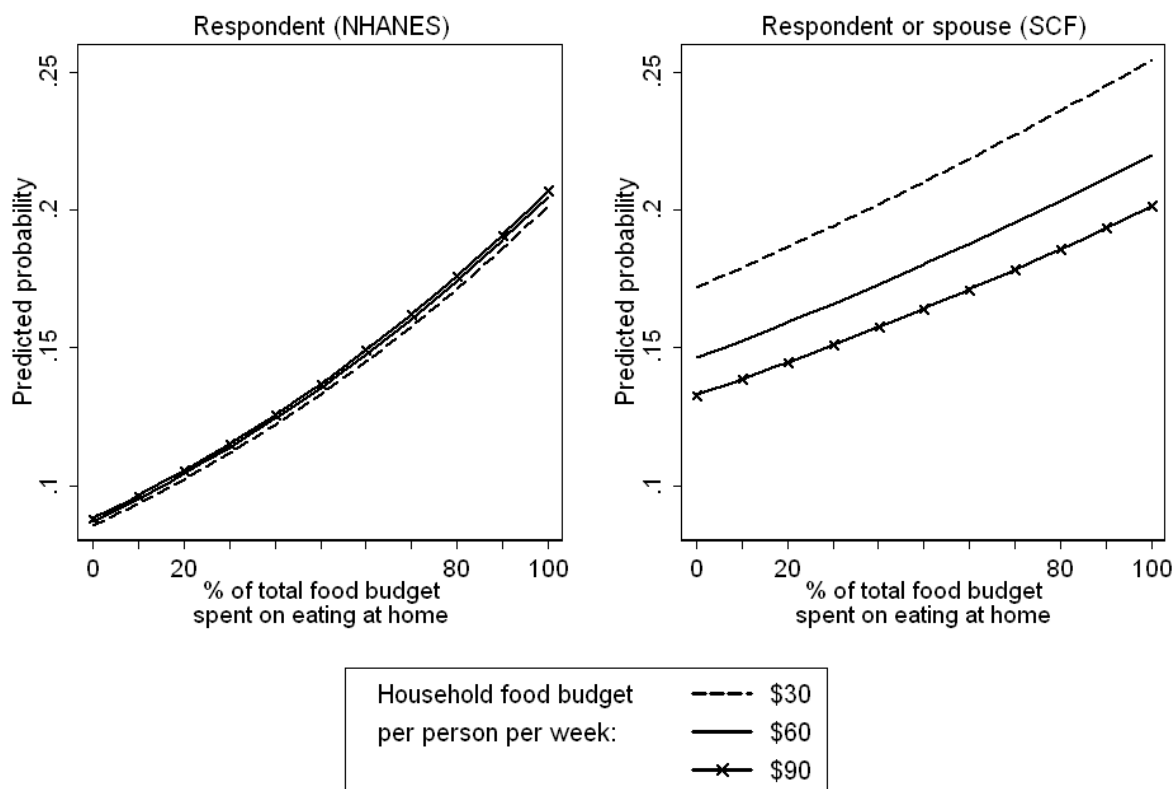 Respondent (NHANES)
Predicted probability
.25
.2
.15
.1
0 20 80 100
% of total food budget
spent on eating at home
Respondent or spouse (SCF)
Predicted probability
.25
.2
.15
.1
0 20 80 100
% of total food budget
spent on eating at home
Household food budget
per person per week:
$30
$60
$90